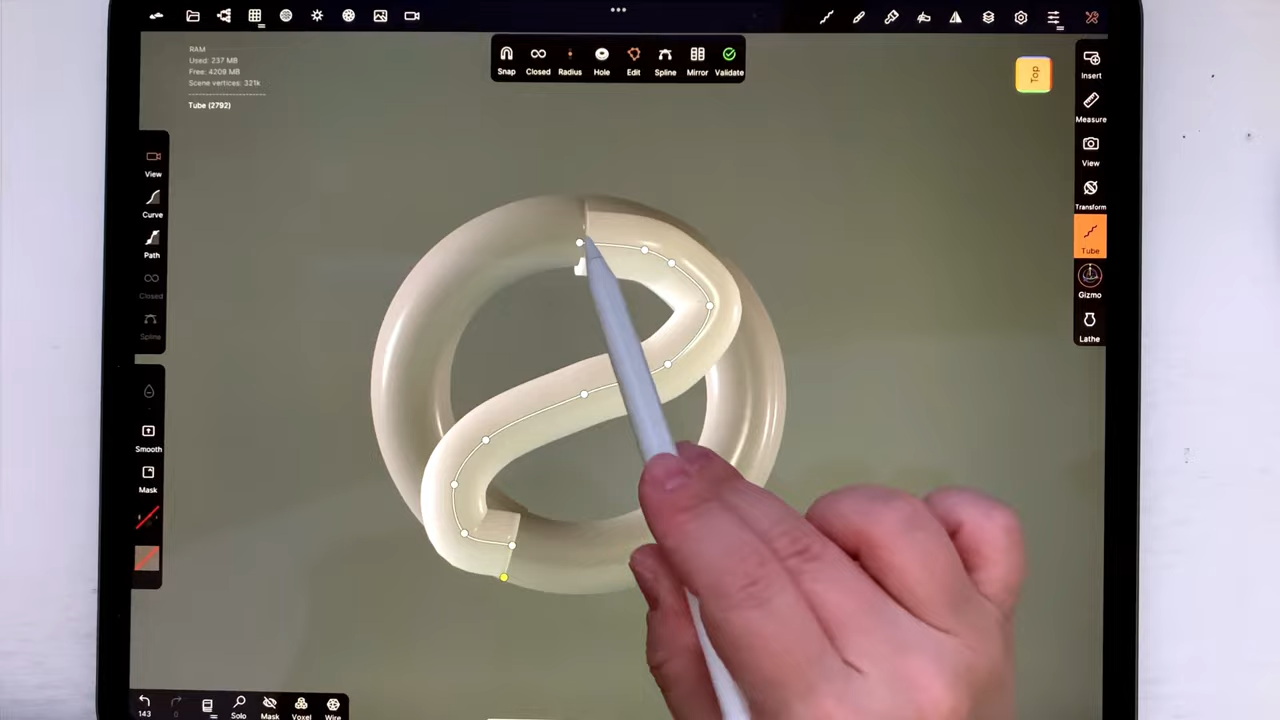 Snap Closed Radius Hole Edit Spline Mirror Validate
RAM
Used: 237 MB
Free: 4209 MB
Scene vertices: 321k
Tube (2792)
Top
View
Curve
Path
Closed
Spline
Smooth
Mask
Insert
Measure
View
Transform
Tube
Gizmo
Lathe
143 0 Solo Mask Voxel Wire